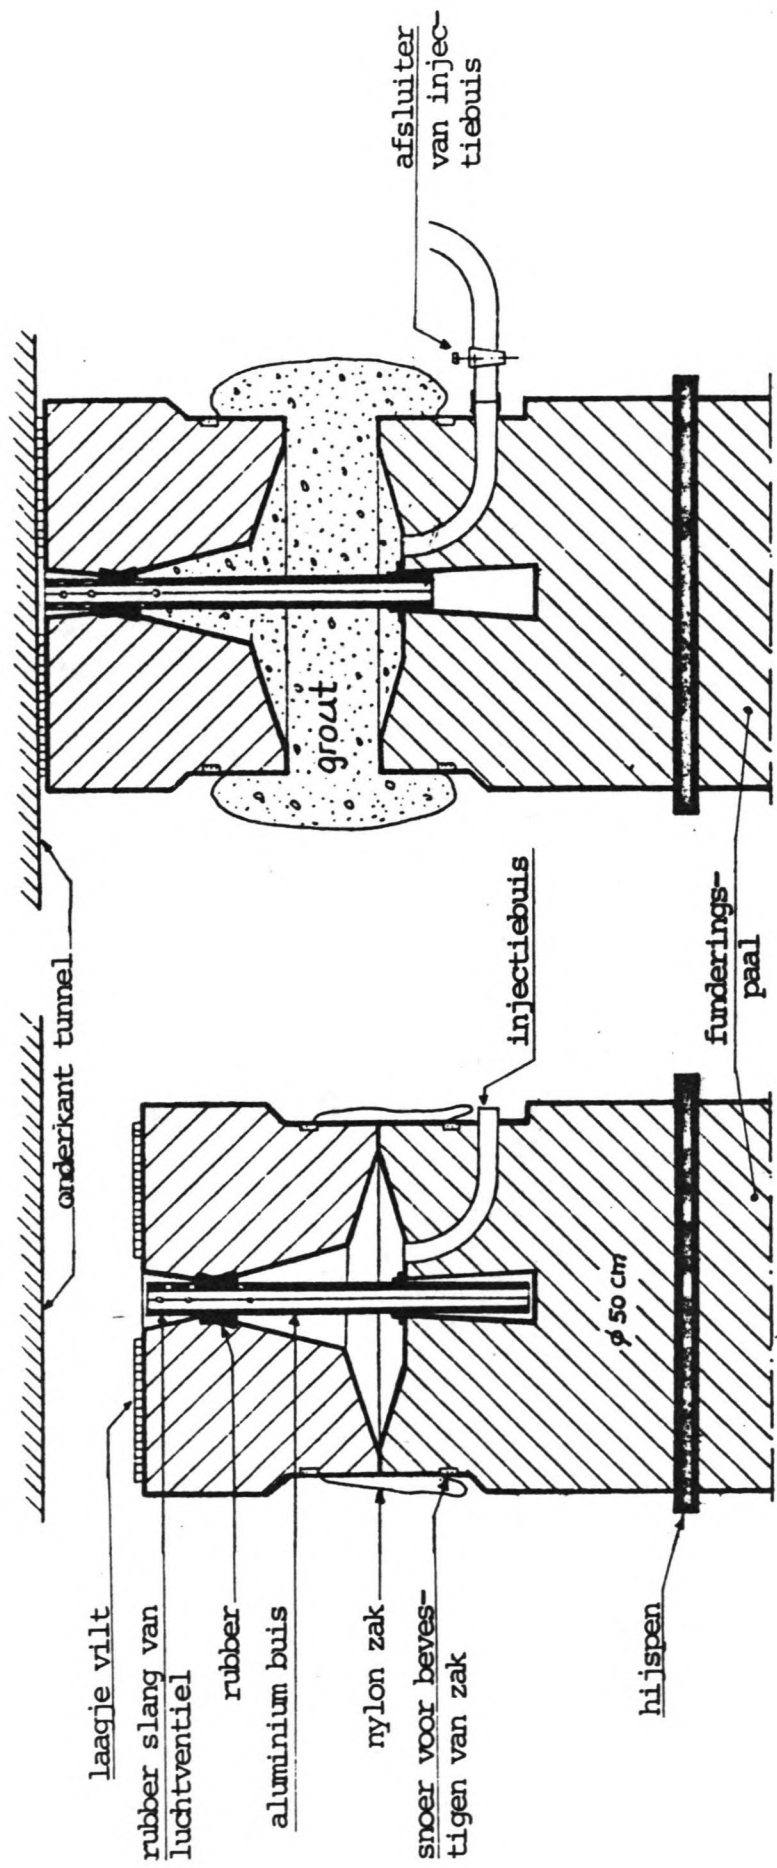 laagje vilt
rubber slang van
luchtventiel
rubber
aluminium buis
nylon zak
snoer voor beves-
tigen van zak
hijspen
onderkant tunnel
ϕ 50 cm
injectiebuis
funderings-
paal
grout
afsluiter
van injec-
tiebuis